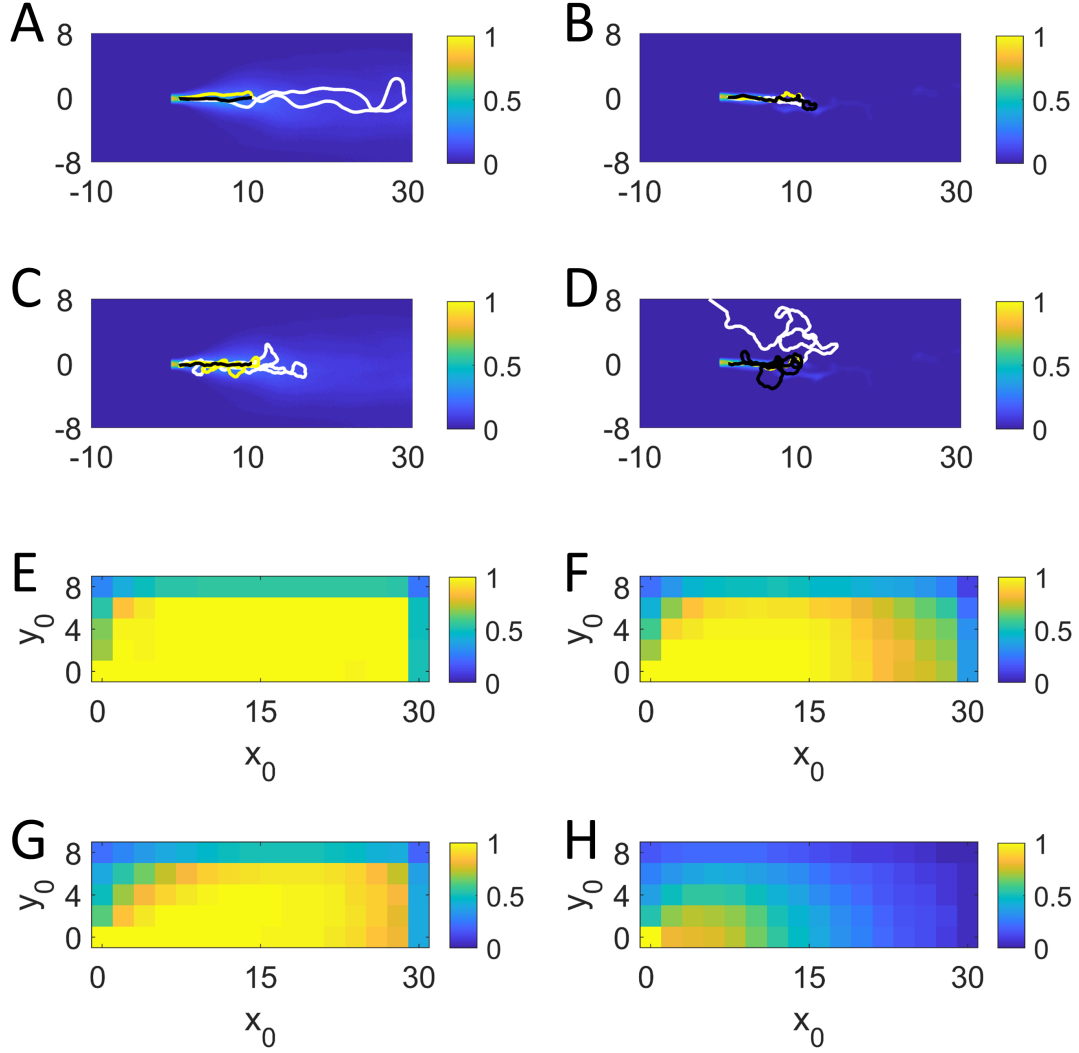 A B
8 1 8 1
0 0.5 0 0.5
-8 0 -8 0
-10 10 30 -10 10 30
C D
8 1 8 1
0 0.5 0 0.5
-8 0 -8 0
-10 10 30 -10 10 30
E F
8 1 8 1
4 0.5 4 0.5
0 0 0 0
y0 y0
0 15 30 0 15 30
x0 x0
G H
8 1 8 1
4 0.5 4 0.5
0 0 0 0
y0 y0
0 15 30 0 15 30
x0 x0